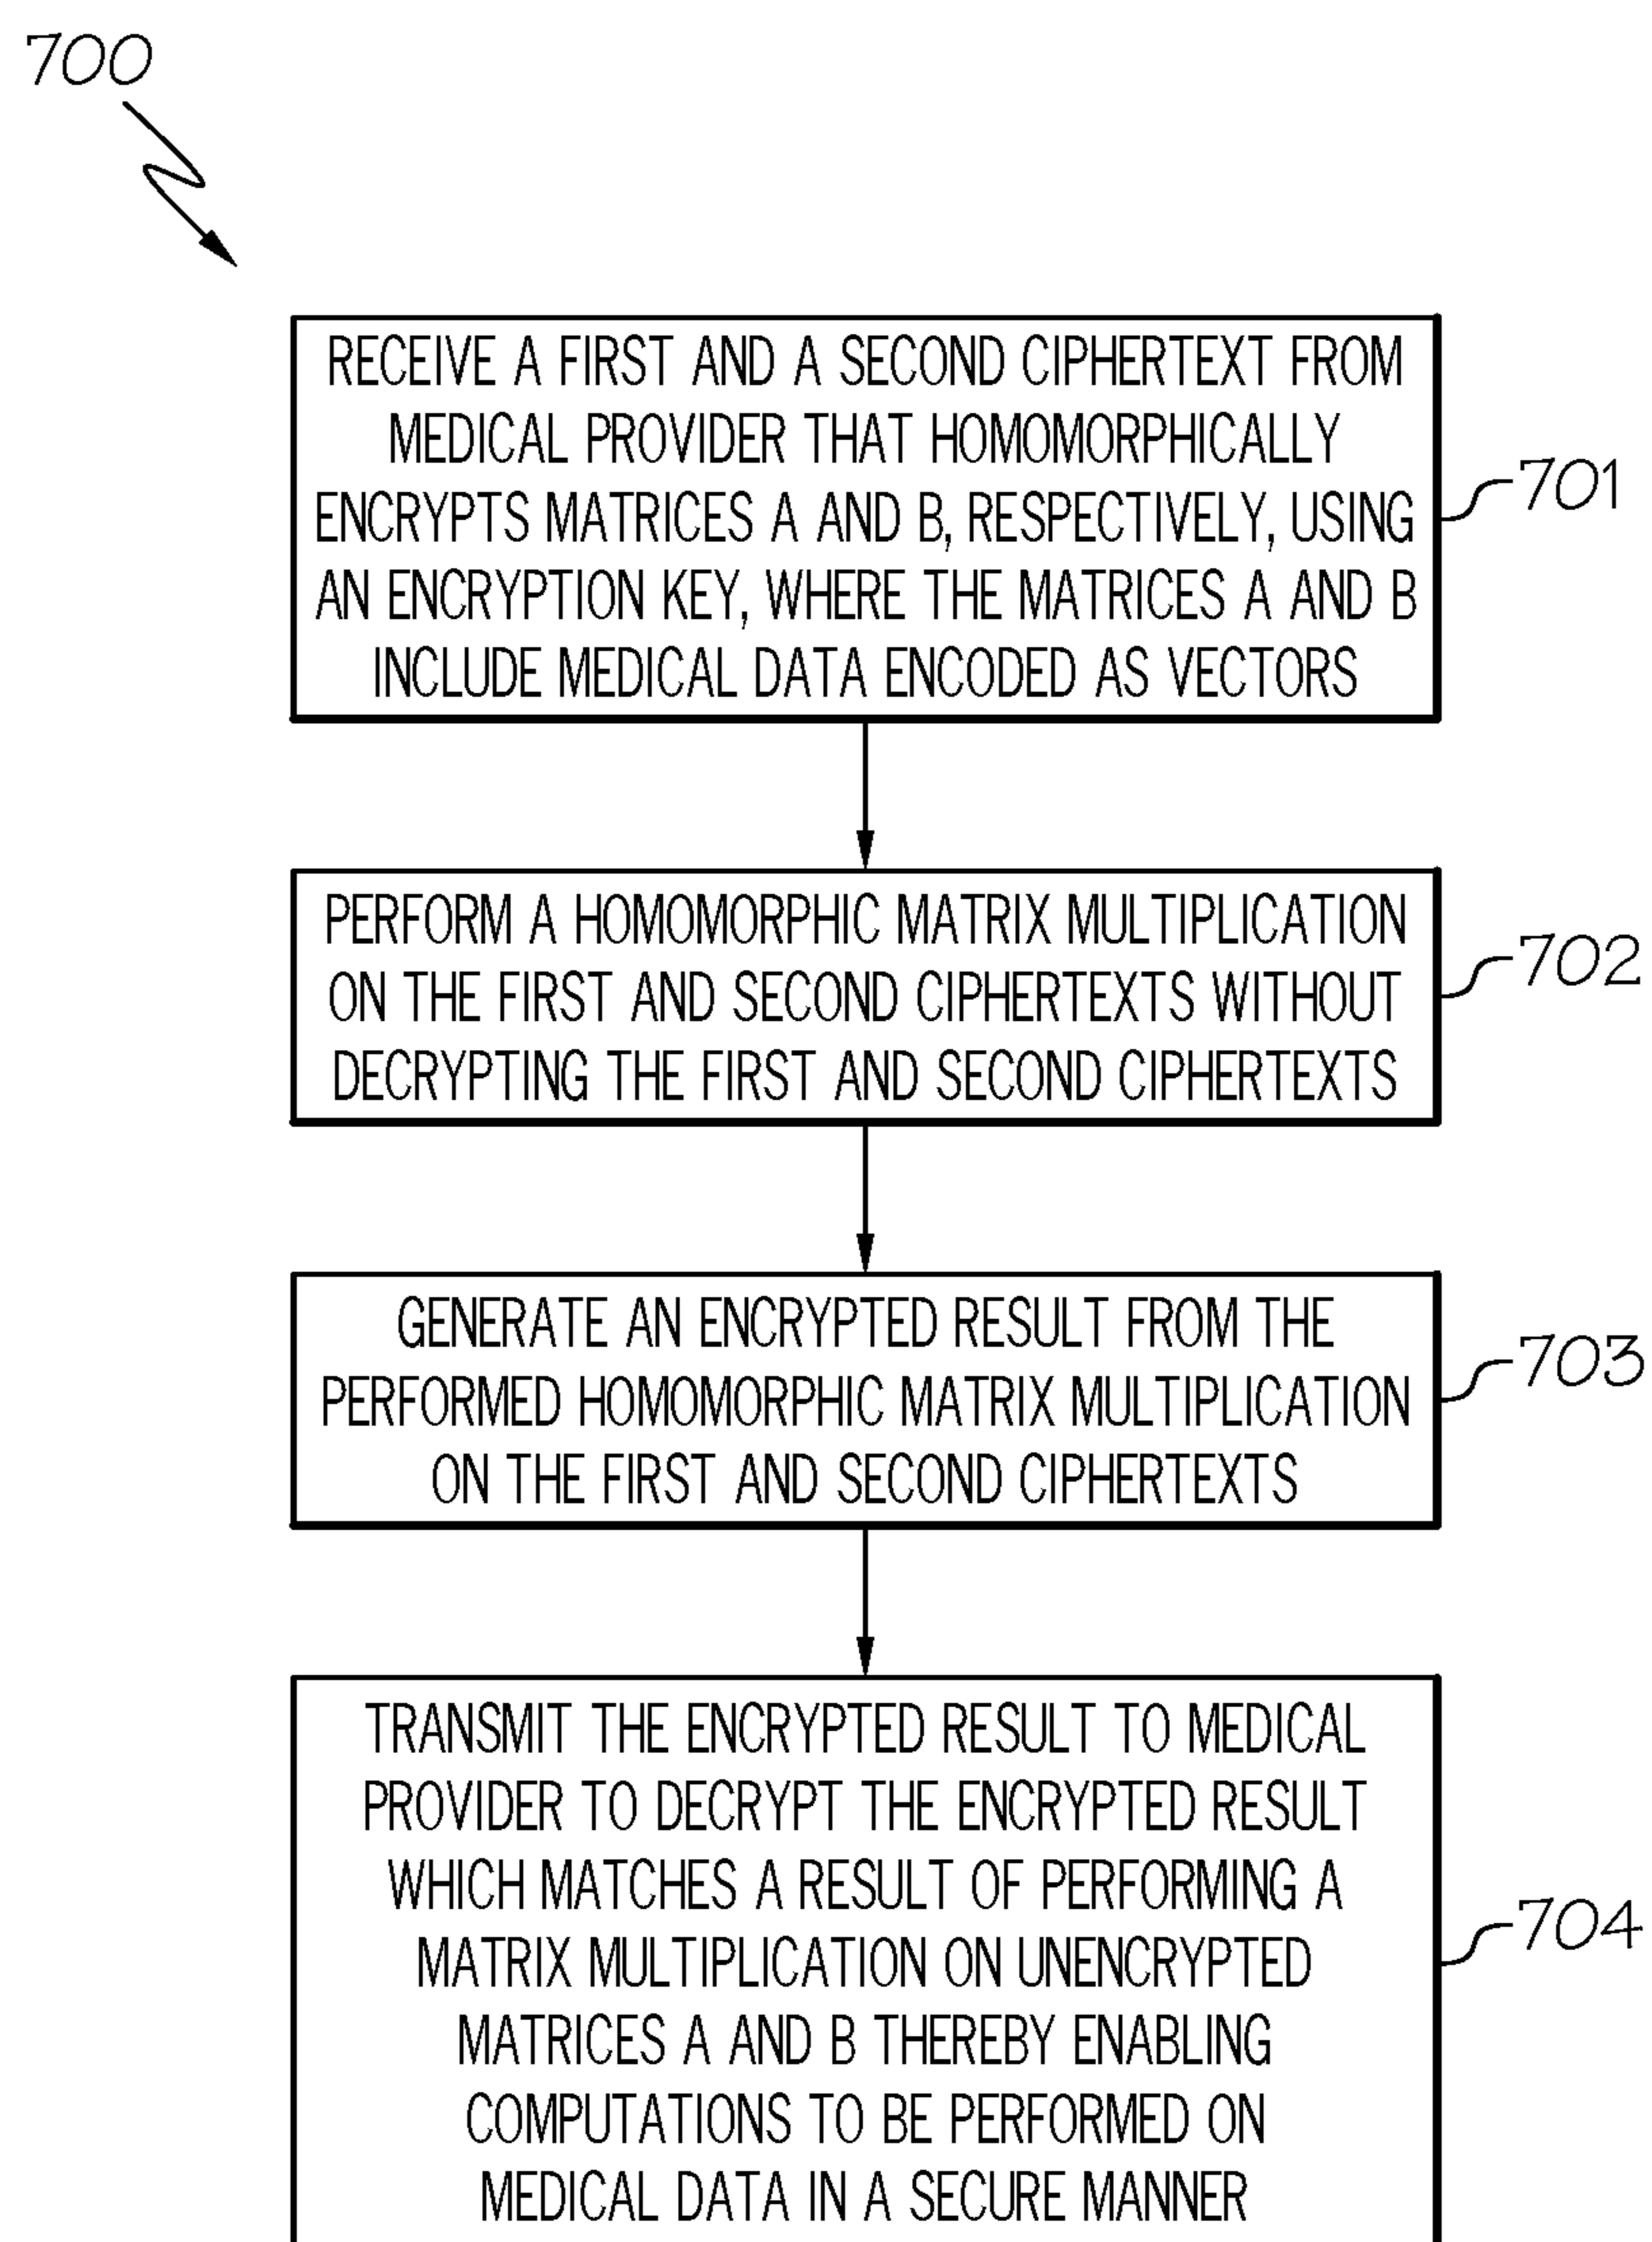 700
RECEIVE A FIRST AND A SECOND CIPHERTEXT FROM
MEDICAL PROVIDER THAT HOMOMORPHICALLY
ENCRYPTS MATRICES A AND B, RESPECTIVELY, USING
AN ENCRYPTION KEY, WHERE THE MATRICES A AND B
INCLUDE MEDICAL DATA ENCODED AS VECTORS
701
PERFORM A HOMOMORPHIC MATRIX MULTIPLICATION
ON THE FIRST AND SECOND CIPHERTEXTS WITHOUT
DECRYPTING THE FIRST AND SECOND CIPHERTEXTS
702
GENERATE AN ENCRYPTED RESULT FROM THE
PERFORMED HOMOMORPHIC MATRIX MULTIPLICATION
ON THE FIRST AND SECOND CIPHERTEXTS
703
TRANSMIT THE ENCRYPTED RESULT TO MEDICAL
PROVIDER TO DECRYPT THE ENCRYPTED RESULT
WHICH MATCHES A RESULT OF PERFORMING A
MATRIX MULTIPLICATION ON UNENCRYPTED
MATRICES A AND B THEREBY ENABLING
COMPUTATIONS TO BE PERFORMED ON
MEDICAL DATA IN A SECURE MANNER
704